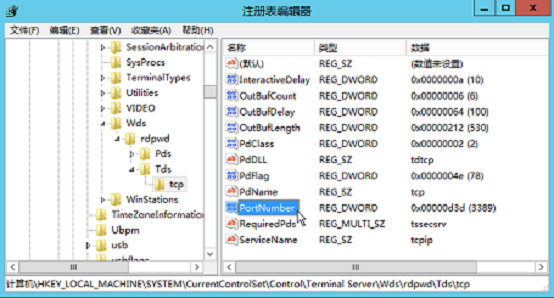 注册表编辑器
文件(F) 编辑(E) 查看(V) 收藏夹(A) 帮助(H)
SessionArbitration
SysProcs
TerminalTypes
Utilities
VIDEO
Wds
rdpwd
Pds
Tds
tcp
WinStations
TimeZoneInformation
Ubpm
usb
usbflags
名称 类型 数据
(默认) REG_SZ (数值未设置)
InteractiveDelay REG_DWORD 0x0000000a (10)
OutBufCount REG_DWORD 0x00000006 (6)
OutBufDelay REG_DWORD 0x00000064 (100)
OutBufLength REG_DWORD 0x00000212 (530)
PdClass REG_DWORD 0x00000002 (2)
PdDLL REG_SZ tdtcp
PdFlag REG_DWORD 0x0000004e (78)
PdName REG_SZ tcp
PortNumber REG_DWORD 0x00000d3d (3389)
RequiredPds REG_MULTI_SZ tssecsrv
ServiceName REG_SZ tcpip
计算机\HKEY_LOCAL_MACHINE\SYSTEM\CurrentControlSet\Control\Terminal Server\Wds\rdpwd\Tds\tcp